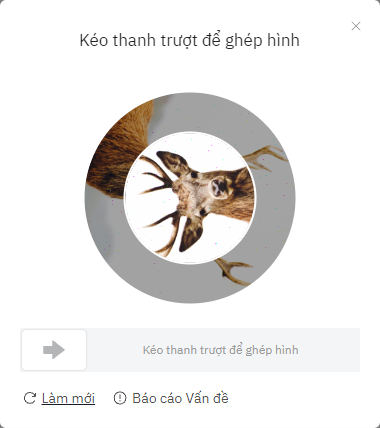 Kéo thanh trượt để ghép hình
Kéo thanh trượt để ghép hình
Làm mới
Báo cáo Vấn đề